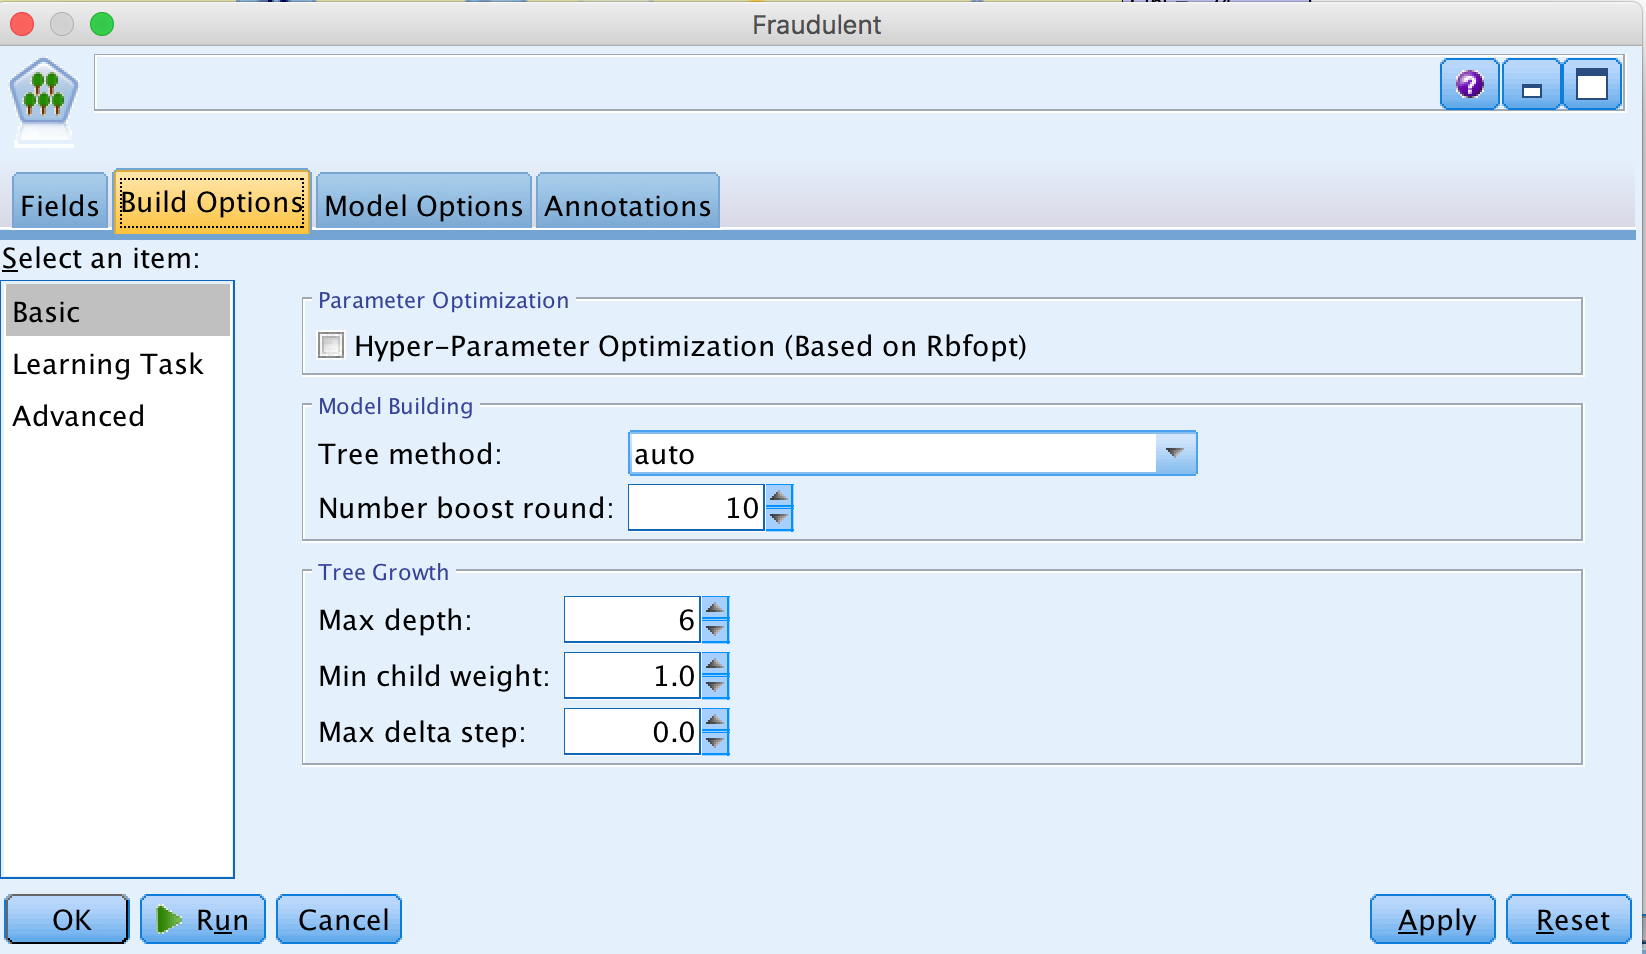 Fraudulent
?
Fields
Build Options
Model Options
Annotations
Select an item:
Basic
Learning Task
Advanced
Parameter Optimization
Hyper-Parameter Optimization (Based on Rbfopt)
Model Building
Tree method:
auto
Number boost round:
10
Tree Growth
Max depth:
6
Min child weight:
1.0
Max delta step:
0.0
OK
Run
Cancel
Apply
Reset